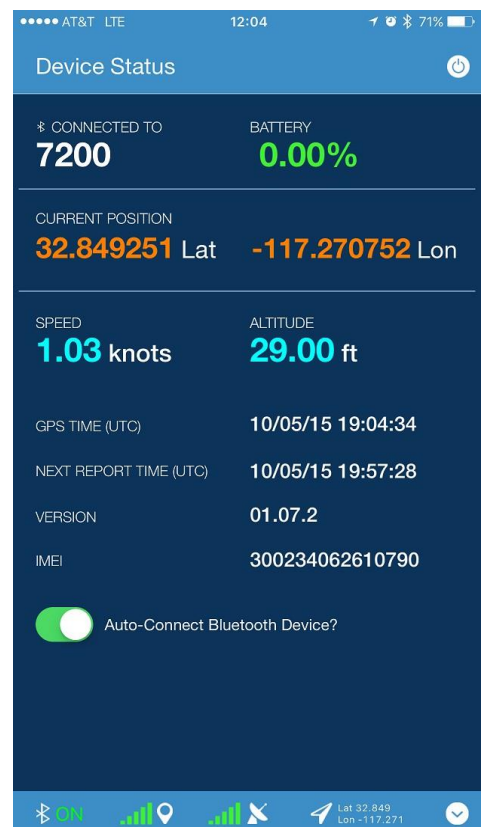 AT&T LTE 12:04 71%
Device Status
CONNECTED TO BATTERY
7200 0.00%
CURRENT POSITION
32.849251 Lat -117.270752 Lon
SPEED ALTITUDE
1.03 knots 29.00 ft
GPS TIME (UTC) 10/05/15 19:04:34
NEXT REPORT TIME (UTC) 10/05/15 19:57:28
VERSION 01.07.2
IMEI 300234062610790
Auto-Connect Bluetooth Device?
ON Lat 32.849
Lon -117.271